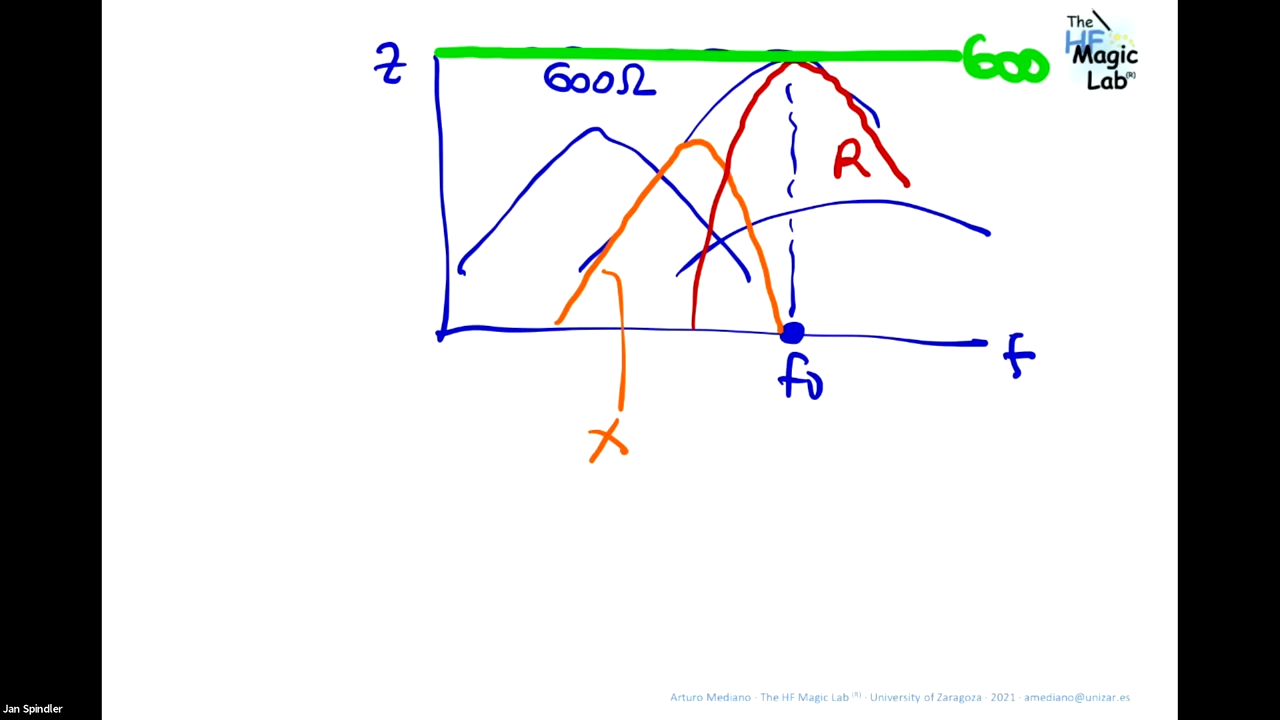 The
HF
Magic
Lab(R)
Z
600Ω
600
R
f
f0
X
Arturo Mediano · The HF Magic Lab (R) · University of Zaragoza · 2021 · amediano@unizar.es
Jan Spindler